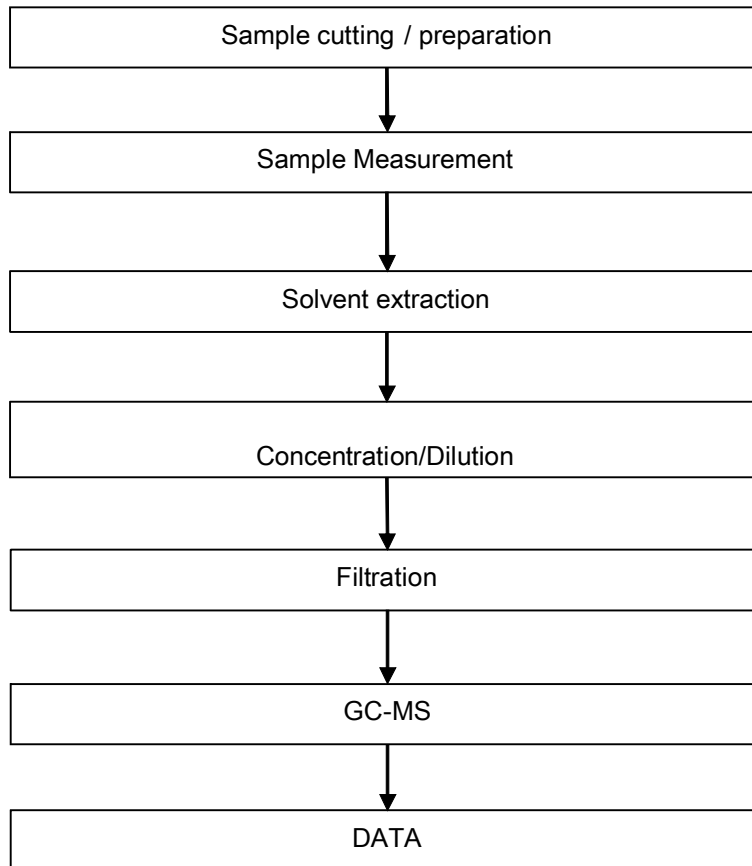 Sample cutting / preparation
Sample Measurement
Solvent extraction
Concentration/Dilution
Filtration
GC-MS
DATA